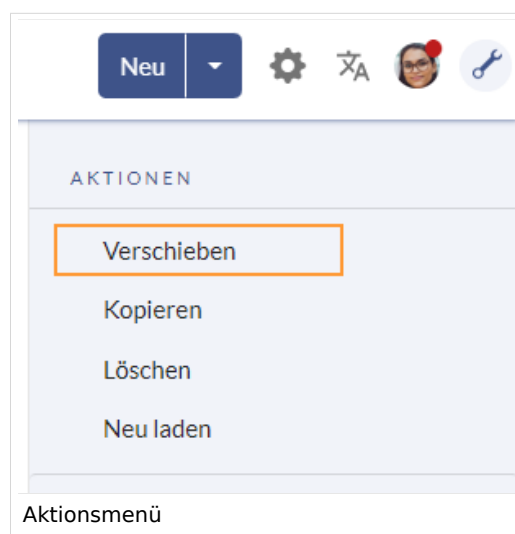 Neu
AKTIONEN
Verschieben
Kopieren
Löschen
Neu laden
Aktionsmenü